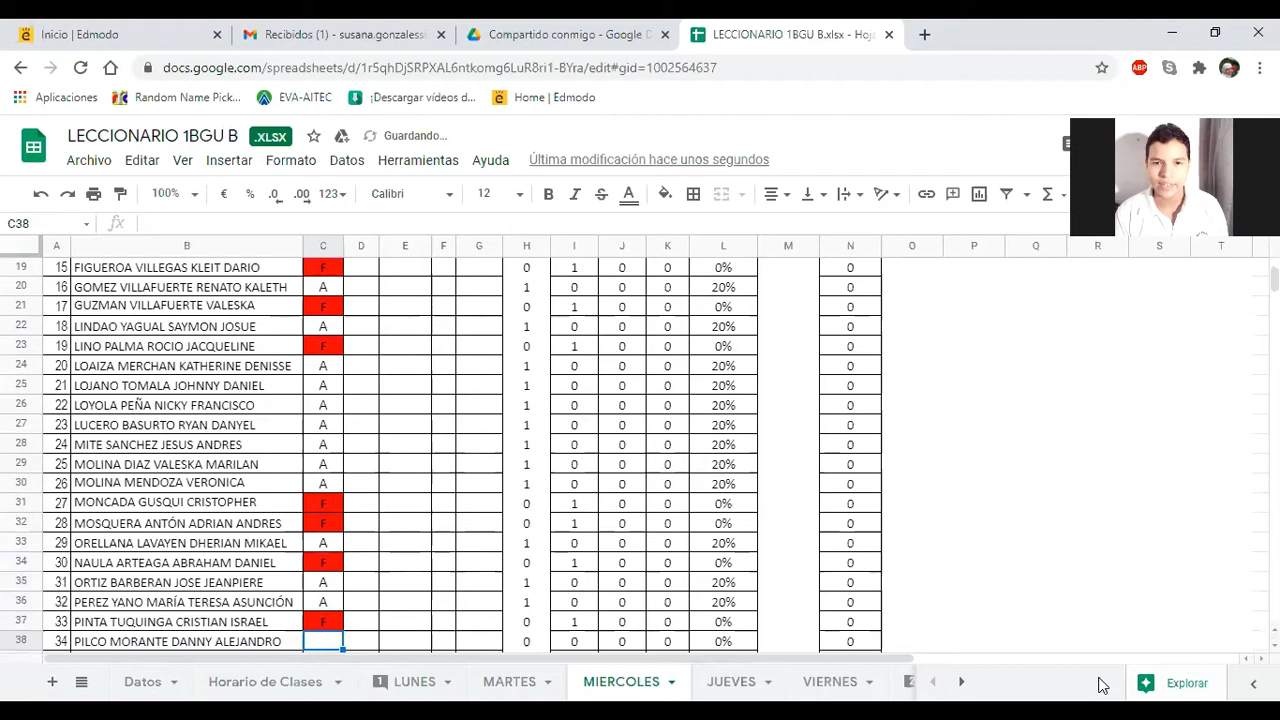 Inicio | Edmodo
Recibidos (1) - susana.gonzaless
Compartido conmigo - Google D
LECCIONARIO 1BGU B.xlsx - Hoja
docs.google.com/spreadsheets/d/1r5qhDjSRPXAL6ntkomg6LuR8ri1-BYra/edit#gid=1002564637
ABP
Aplicaciones
Random Name Pick...
EVA-AITEC
¡Descargar vídeos d...
Home | Edmodo
LECCIONARIO 1BGU B .XLSX Guardando...
Archivo Editar Ver Insertar Formato Datos Herramientas Ayuda Última modificación hace unos segundos
100% € % .0 .00 123 Calibri 12 B I S A Σ
C38 fx
A B C D E F G H I J K L M N O P Q R S T
19 15 FIGUEROA VILLEGAS KLEIT DARIO F 0 1 0 0 0% 0
20 16 GOMEZ VILLAFUERTE RENATO KALETH A 1 0 0 0 20% 0
21 17 GUZMAN VILLAFUERTE VALESKA F 0 1 0 0 0% 0
22 18 LINDAO YAGUAL SAYMON JOSUE A 1 0 0 0 20% 0
23 19 LINO PALMA ROCIO JACQUELINE F 0 1 0 0 0% 0
24 20 LOAIZA MERCHAN KATHERINE DENISSE A 1 0 0 0 20% 0
25 21 LOJANO TOMALA JOHNNY DANIEL A 1 0 0 0 20% 0
26 22 LOYOLA PEÑA NICKY FRANCISCO A 1 0 0 0 20% 0
27 23 LUCERO BASURTO RYAN DANYEL A 1 0 0 0 20% 0
28 24 MITE SANCHEZ JESUS ANDRES A 1 0 0 0 20% 0
29 25 MOLINA DIAZ VALESKA MARILAN A 1 0 0 0 20% 0
30 26 MOLINA MENDOZA VERONICA A 1 0 0 0 20% 0
31 27 MONCADA GUSQUI CRISTOPHER F 0 1 0 0 0% 0
32 28 MOSQUERA ANTÓN ADRIAN ANDRES F 0 1 0 0 0% 0
33 29 ORELLANA LAVAYEN DHERIAN MIKAEL A 1 0 0 0 20% 0
34 30 NAULA ARTEAGA ABRAHAM DANIEL F 0 1 0 0 0% 0
35 31 ORTIZ BARBERAN JOSE JEANPIERE A 1 0 0 0 20% 0
36 32 PEREZ YANO MARÍA TERESA ASUNCIÓN A 1 0 0 0 20% 0
37 33 PINTA TUQUINGA CRISTIAN ISRAEL F 0 1 0 0 0% 0
38 34 PILCO MORANTE DANNY ALEJANDRO 0 0 0 0 0% 0
Datos Horario de Clases 1 LUNES MARTES MIERCOLES JUEVES VIERNES 2 Explorar